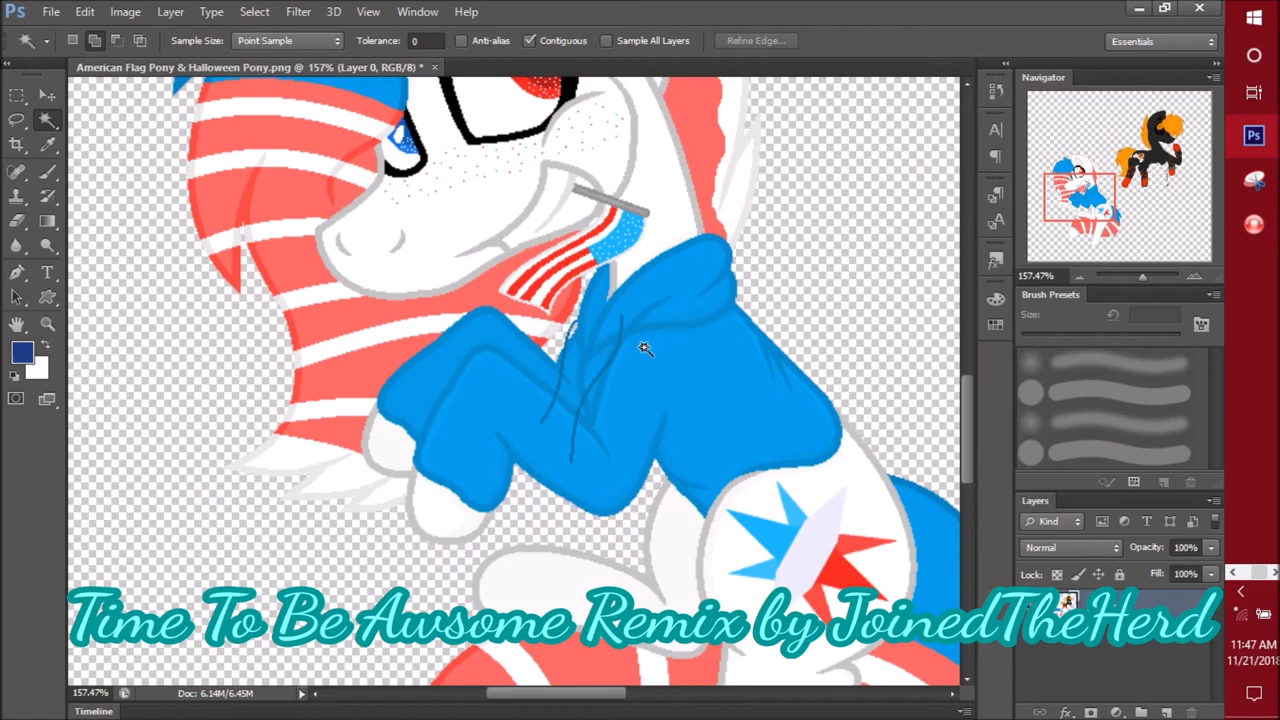 Ps File Edit Image Layer Type Select Filter 3D View Window Help
Sample Size: Point Sample Tolerance: 0 Anti-alias Contiguous Sample All Layers Refine Edge... Essentials
American Flag Pony & Halloween Pony.png @ 157% (Layer 0, RGB/8) *
Navigator
157.47%
Brush Presets
Size:
Layers
Kind
Normal Opacity: 100%
Lock: Fill: 100%
Time To Be Awsome Remix by JoinedTheHerd
157.47% Doc: 6.14M/6.45M
Timeline
Ps
11:47 AM
11/21/2018